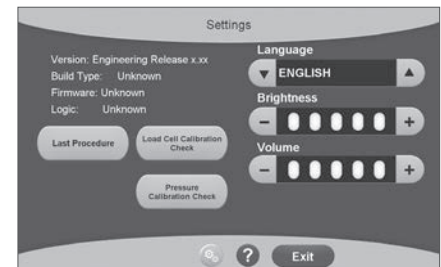 Settings
Version: Engineering Release x.xx
Build Type: Unknown
Firmware: Unknown
Logic: Unknown
Last Procedure
Load Cell Calibration
Check
Pressure
Calibration Check
Language
ENGLISH
Brightness
- +
Volume
- +
? Exit